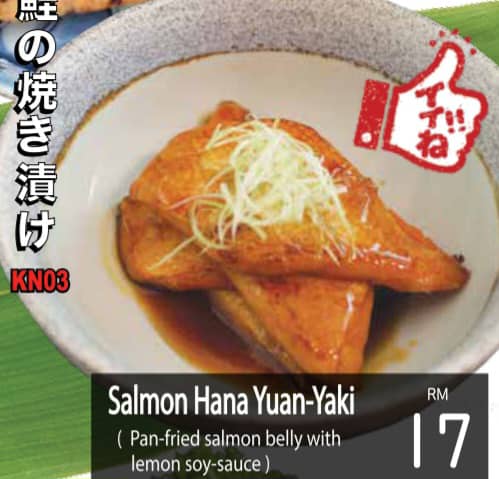 鮭の焼き漬け
KN03
イイね!!
Salmon Hana Yuan-Yaki
( Pan-fried salmon belly with
lemon soy-sauce )
RM
17